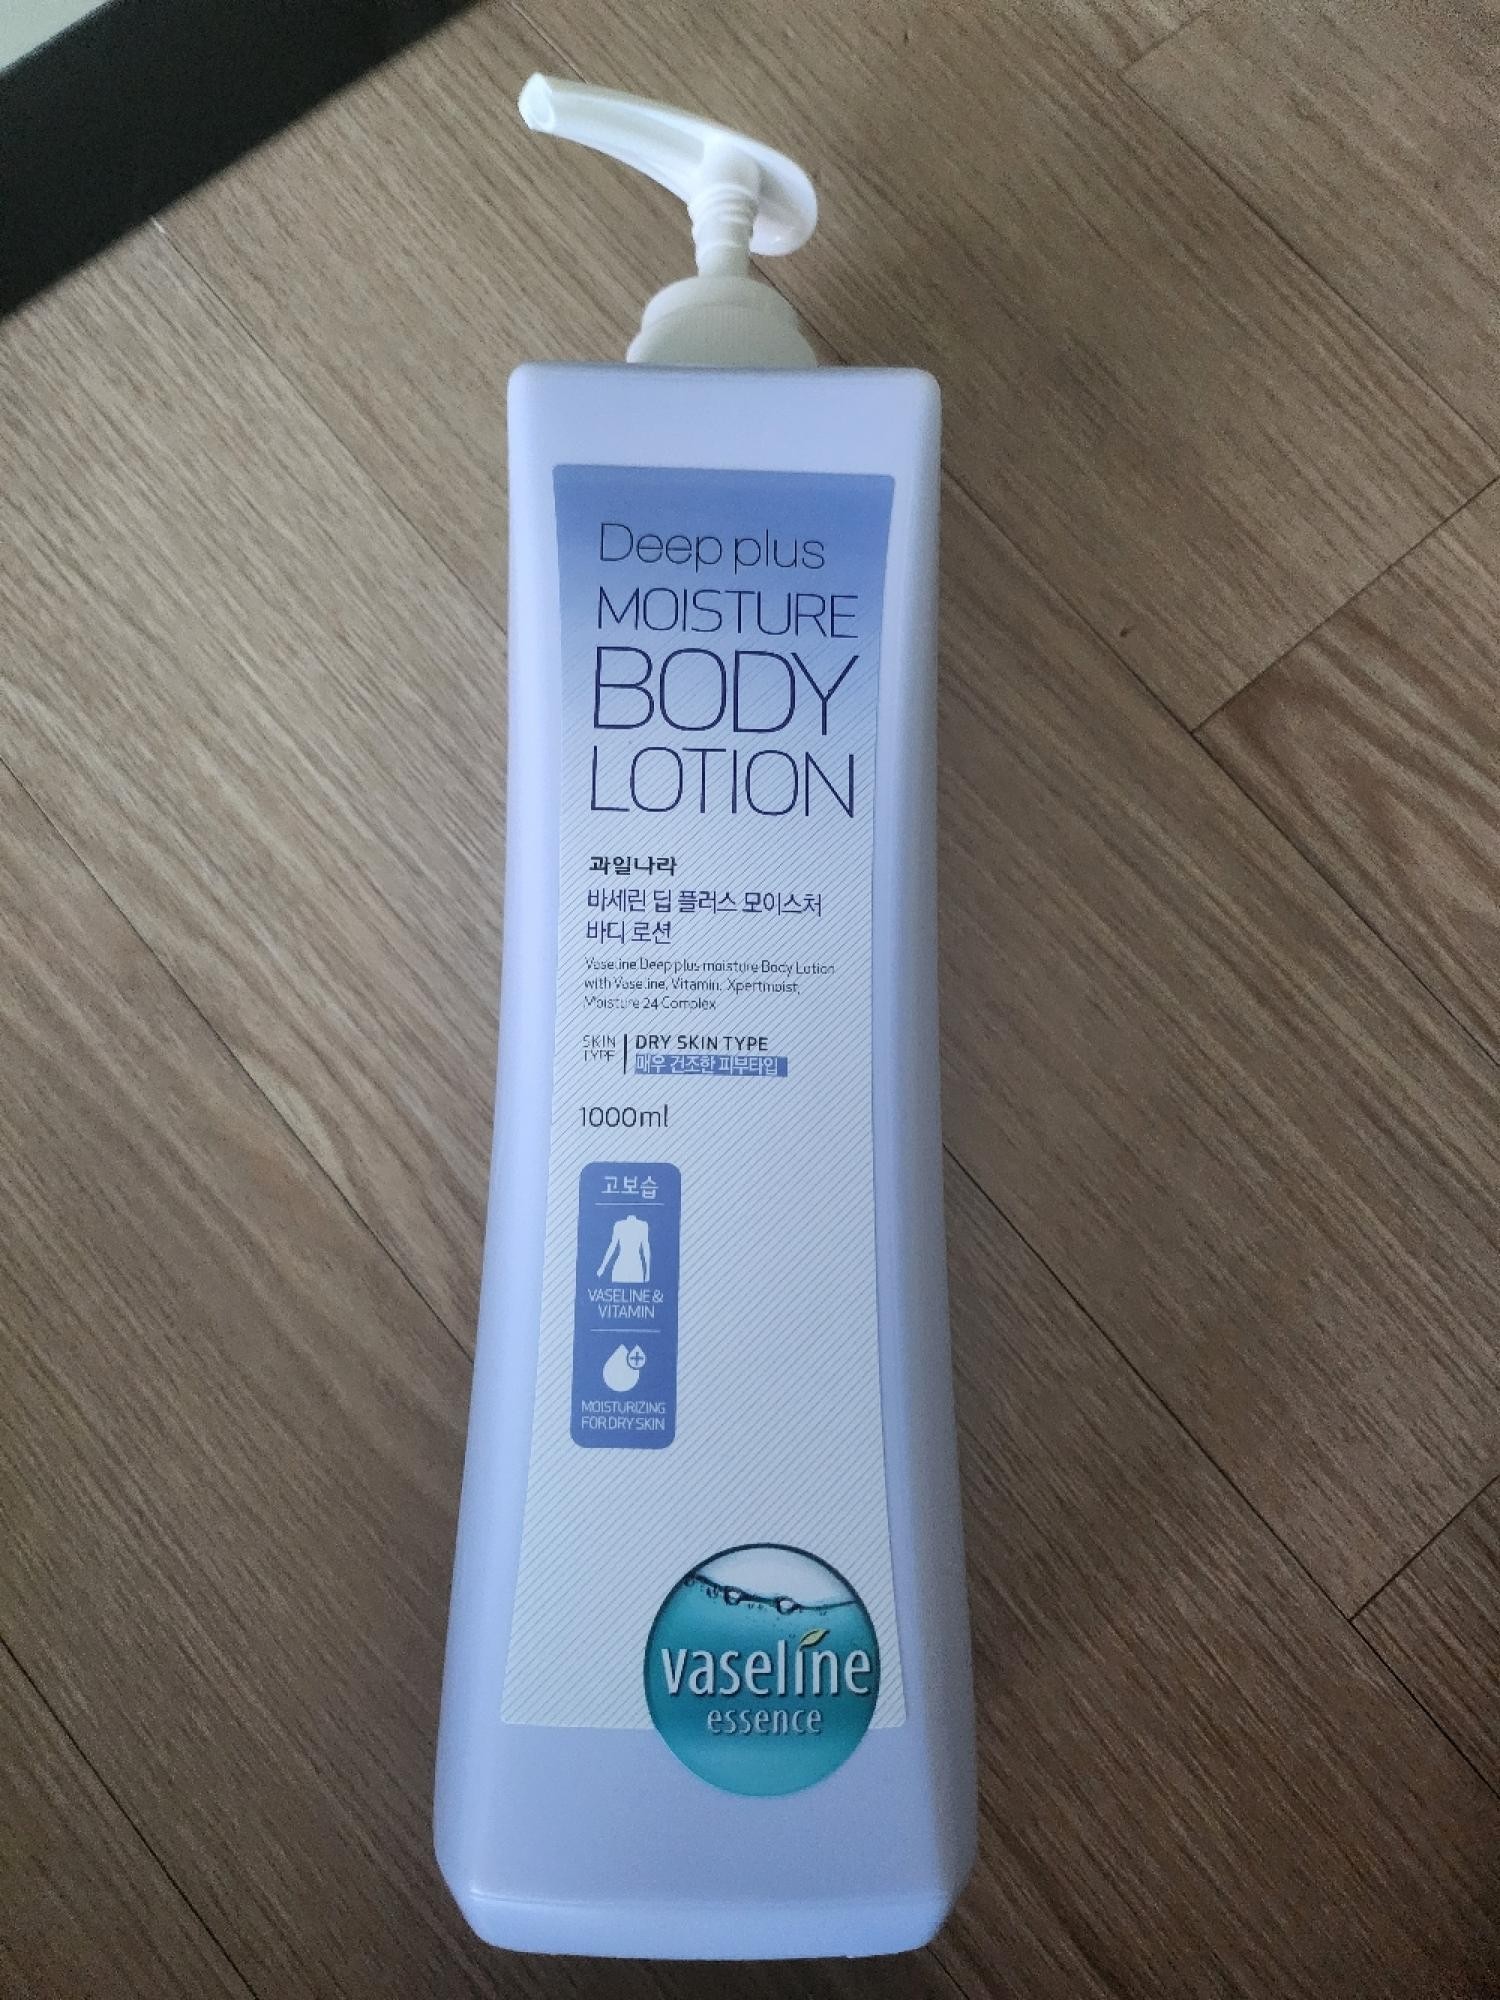 Deep plus
MOISTURE
BODY
LOTION
과일나라
바세린 딥 플러스 모이스처
바디 로션
Vaseline Deep plus moisture Body Lotion
with Vaseline, Vitamin, Xpertmoist,
Moisture 24 Complex
SKIN
TYPE
DRY SKIN TYPE
매우 건조한 피부타입
1000ml
고보습
VASELINE &
VITAMIN
MOISTURIZING
FOR DRY SKIN
vaseline
essence